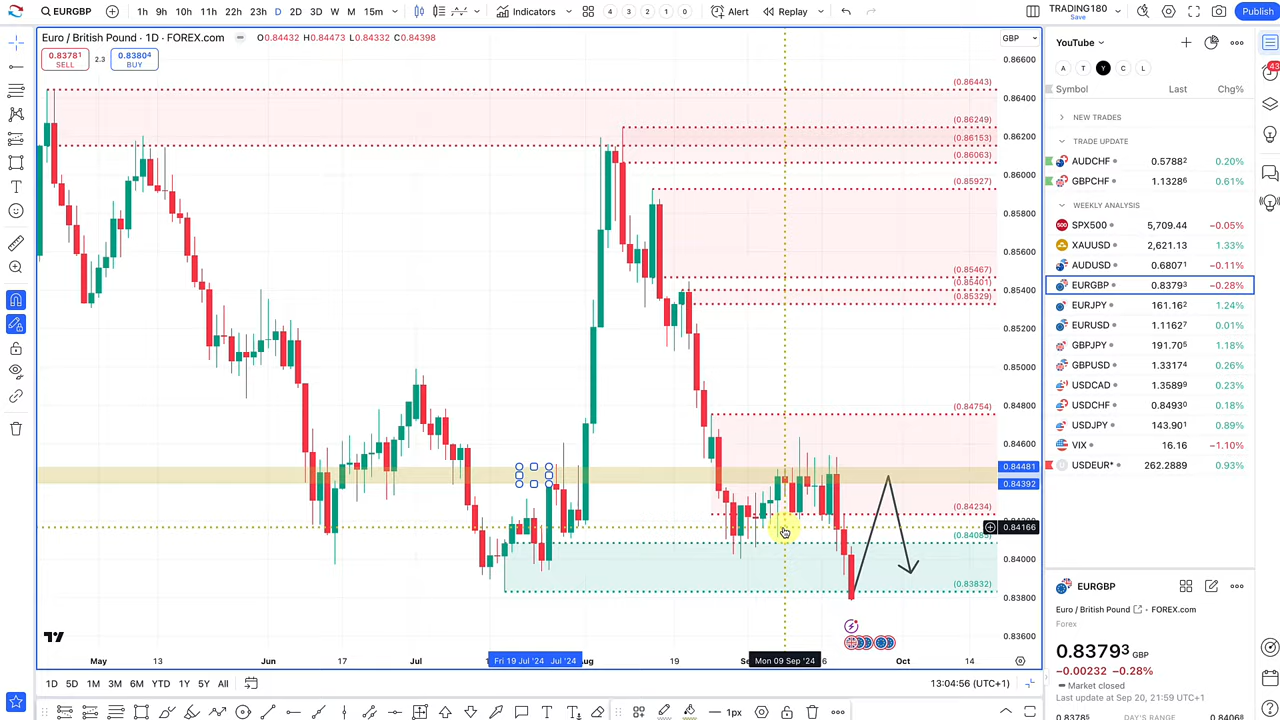 EURGBP 1h 9h 10h 11h 22h 23h D 2D 3D W M 15m Indicators 4 3 2 1 0 Alert Replay TRADING180 Save Publish
Euro / British Pound · 1D · FOREX.com O0.84432 H0.84473 L0.84332 C0.84398
0.83781 SELL 2.3 0.83804 BUY
GBP
0.86600
0.86400
0.86200
0.86000
0.85800
0.85600
0.85400
0.85200
0.85000
0.84800
0.84600
0.84481
0.84392
0.84166
0.84000
0.83800
0.83600
(0.86443)
(0.86249)
(0.86153)
(0.86063)
(0.85927)
(0.85467)
(0.85401)
(0.85329)
(0.84754)
(0.84234)
(0.83832)
May 13 Jun 17 Jul Fri 19 Jul '24 Jul '24 ug 19 Mon 09 Sep '24 6 Oct 14
1D 5D 1M 3M 6M YTD 1Y 5Y All 13:04:56 (UTC+1)
1px
YouTube
A T Y C L
Symbol Last Chg%
NEW TRADES
TRADE UPDATE
AUDCHF 0.57882 0.20%
GBPCHF 1.13286 0.61%
WEEKLY ANALYSIS
SPX500 5,709.44 −0.05%
XAUUSD 2,621.13 1.33%
AUDUSD 0.68071 −0.11%
EURGBP 0.83793 −0.28%
EURJPY 161.162 1.24%
EURUSD 1.11627 0.01%
GBPJPY 191.705 1.18%
GBPUSD 1.33174 0.26%
USDCAD 1.35899 0.23%
USDCHF 0.84930 0.18%
USDJPY 143.901 0.89%
VIX 16.16 −1.10%
USDEUR* 262.2889 0.93%
43
EURGBP
Euro / British Pound · FOREX.com
Forex
0.83793 GBP
−0.00232 −0.28%
Market closed
Last update at Sep 20, 21:59 UTC+1